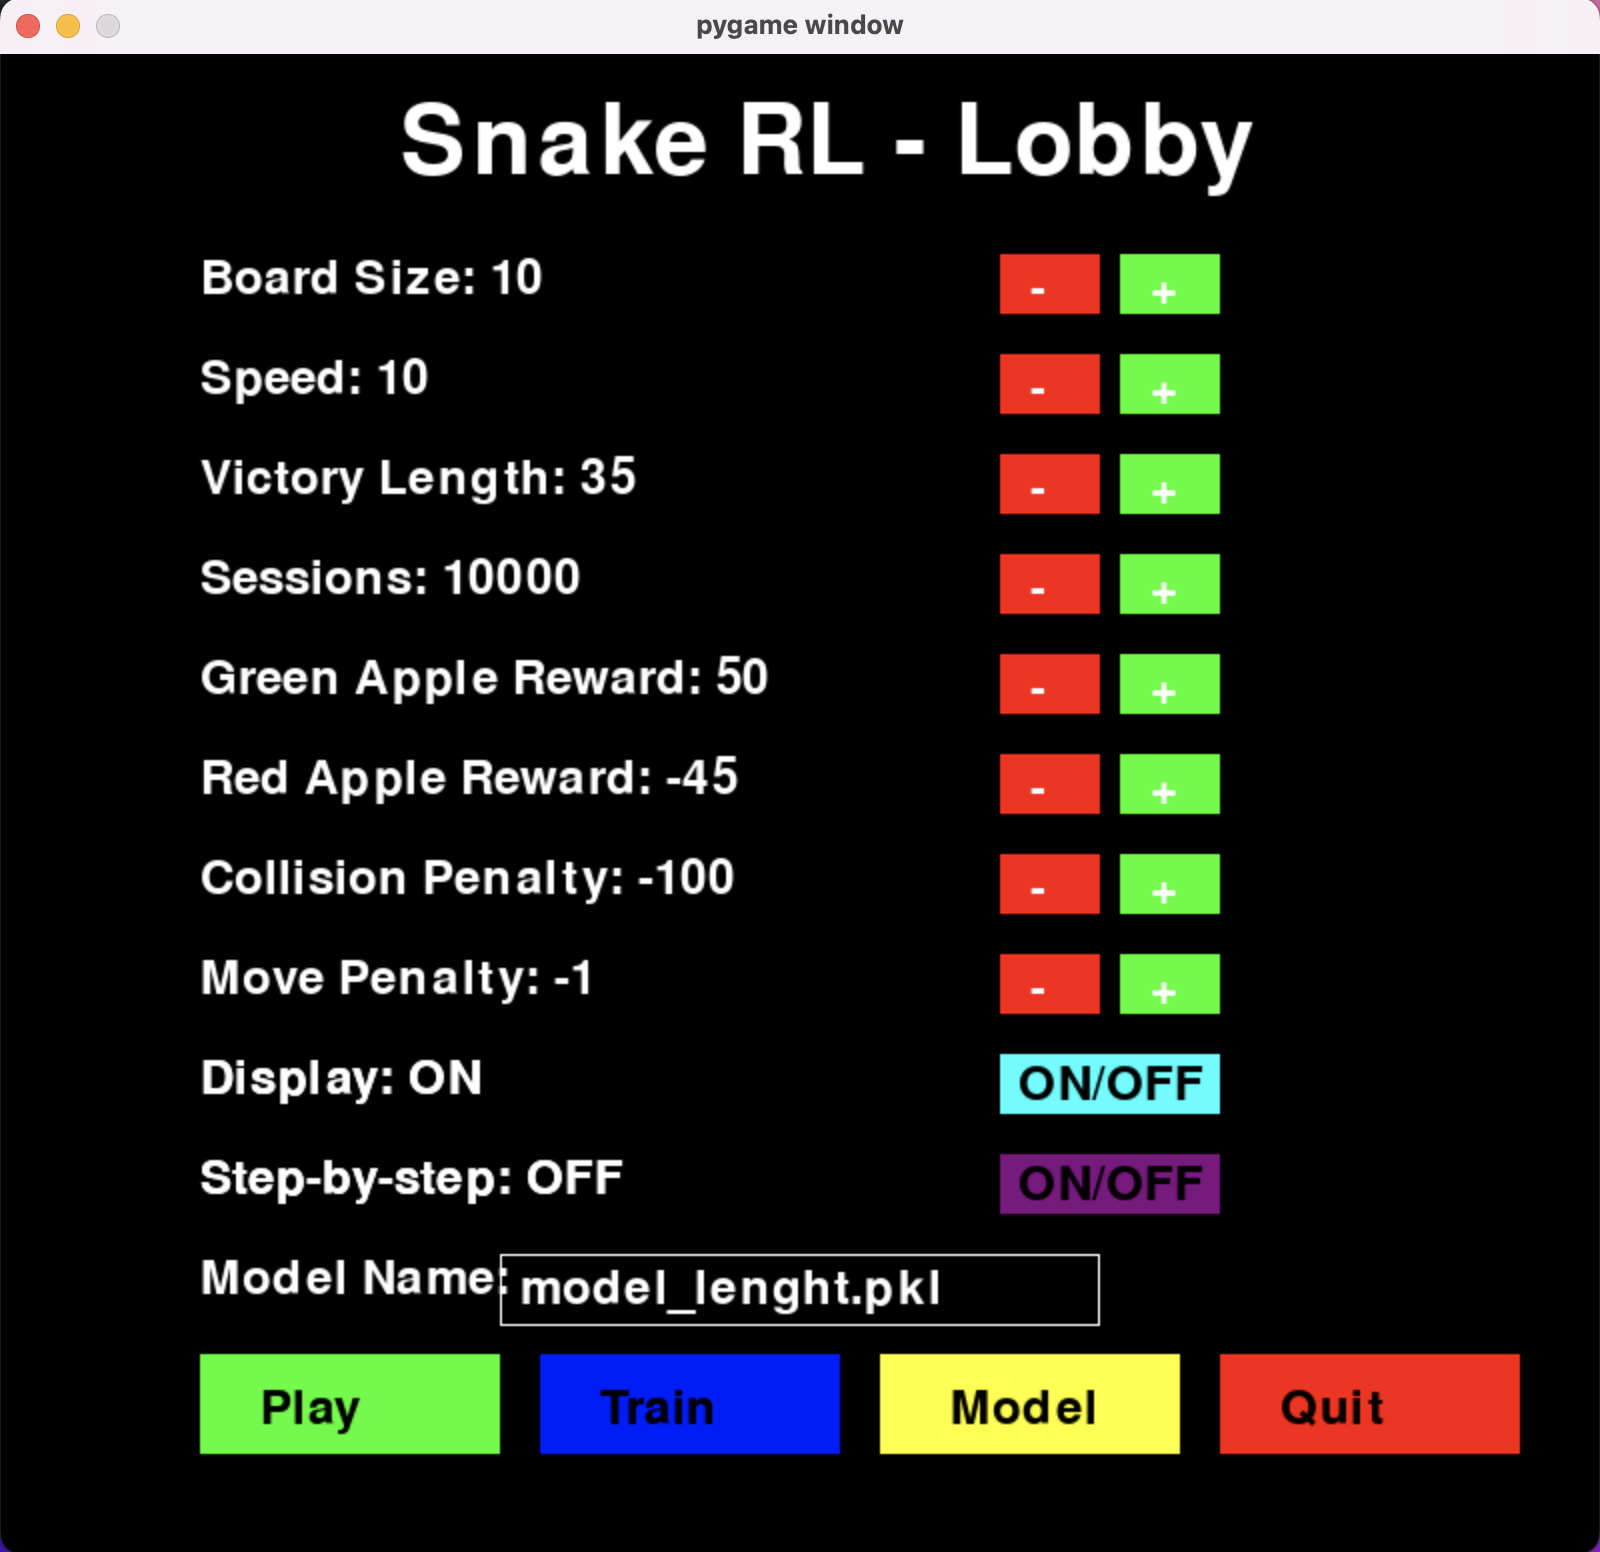 pygame window
Snake RL - Lobby
Board Size: 10 - +
Speed: 10 - +
Victory Length: 35 - +
Sessions: 10000 - +
Green Apple Reward: 50 - +
Red Apple Reward: -45 - +
Collision Penalty: -100 - +
Move Penalty: -1 - +
Display: ON ON/OFF
Step-by-step: OFF ON/OFF
Model Name: model_lenght.pkl
Play Train Model Quit